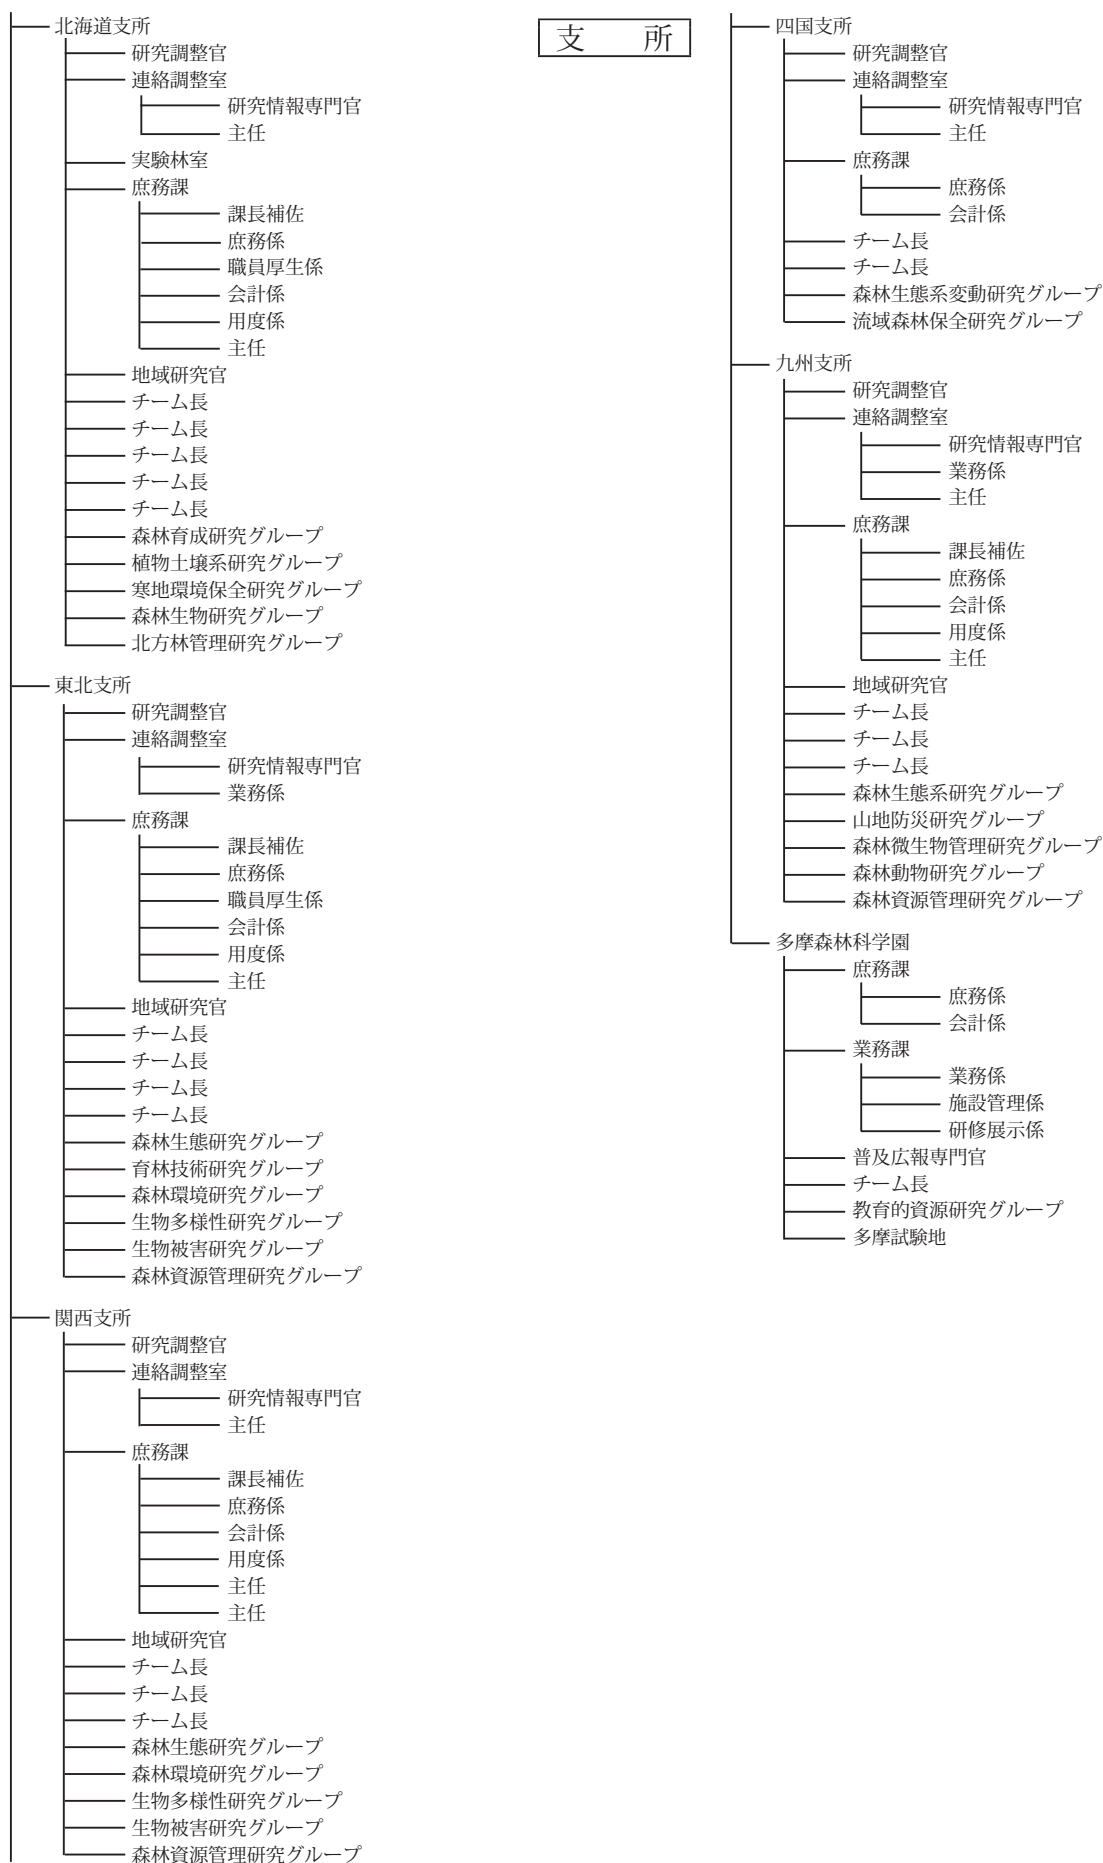 支　所
北海道支所
研究調整官
連絡調整室
研究情報専門官
主任
実験林室
庶務課
課長補佐
庶務係
職員厚生係
会計係
用度係
主任
地域研究官
チーム長
チーム長
チーム長
チーム長
チーム長
森林育成研究グループ
植物土壌系研究グループ
寒地環境保全研究グループ
森林生物研究グループ
北方林管理研究グループ
東北支所
研究調整官
連絡調整室
研究情報専門官
業務係
庶務課
課長補佐
庶務係
職員厚生係
会計係
用度係
主任
地域研究官
チーム長
チーム長
チーム長
チーム長
森林生態研究グループ
育林技術研究グループ
森林環境研究グループ
生物多様性研究グループ
生物被害研究グループ
森林資源管理研究グループ
関西支所
研究調整官
連絡調整室
研究情報専門官
主任
庶務課
課長補佐
庶務係
会計係
用度係
主任
主任
地域研究官
チーム長
チーム長
チーム長
森林生態研究グループ
森林環境研究グループ
生物多様性研究グループ
生物被害研究グループ
森林資源管理研究グループ
四国支所
研究調整官
連絡調整室
研究情報専門官
主任
庶務課
庶務係
会計係
チーム長
チーム長
森林生態系変動研究グループ
流域森林保全研究グループ
九州支所
研究調整官
連絡調整室
研究情報専門官
業務係
主任
庶務課
課長補佐
庶務係
会計係
用度係
主任
地域研究官
チーム長
チーム長
チーム長
森林生態系研究グループ
山地防災研究グループ
森林微生物管理研究グループ
森林動物研究グループ
森林資源管理研究グループ
多摩森林科学園
庶務課
庶務係
会計係
業務課
業務係
施設管理係
研修展示係
普及広報専門官
チーム長
教育的資源研究グループ
多摩試験地